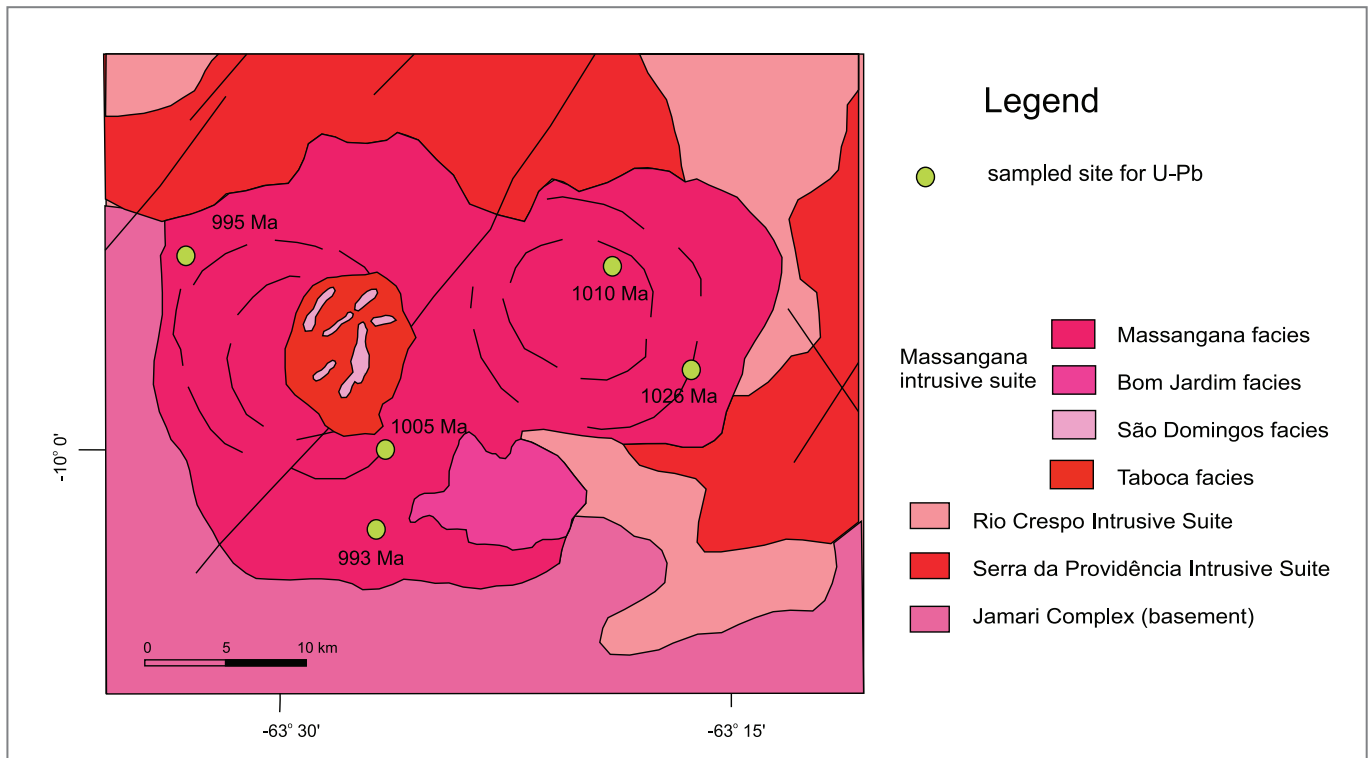 Legend
sampled site for U-Pb
995 Ma
1010 Ma
1026 Ma
1005 Ma
993 Ma
-10° 0'
0 5 10 km
-63° 30'
-63° 15'
Massangana
intrusive suite
Massangana facies
Bom Jardim facies
São Domingos facies
Taboca facies
Rio Crespo Intrusive Suite
Serra da Providência Intrusive Suite
Jamari Complex (basement)